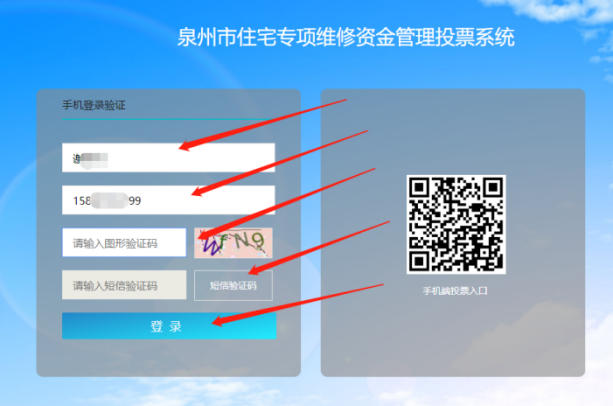 泉州市住宅专项维修资金管理投票系统
手机登录验证
158 99
请输入图形验证码
请输入短信验证码 短信验证码
登 录
手机端投票入口